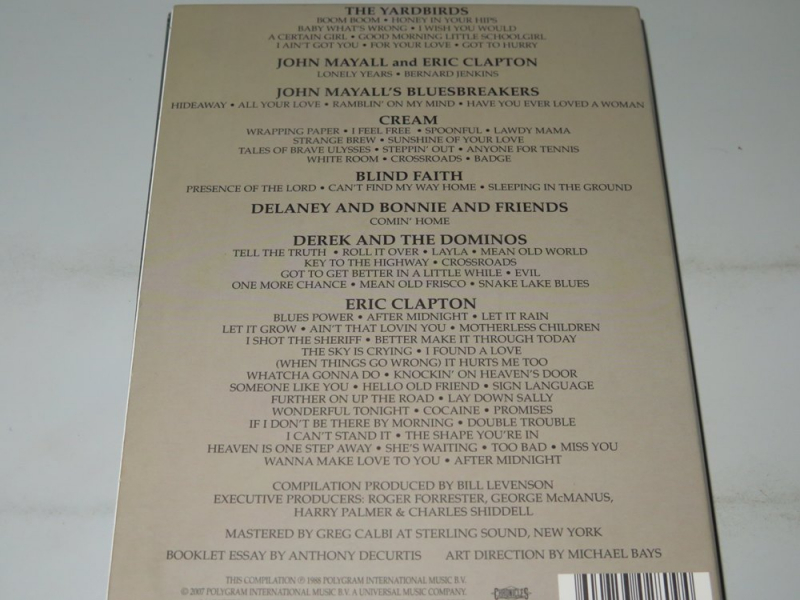 THE YARDBIRDS
BOOM BOOM • HONEY IN YOUR HIPS
BABY WHAT'S WRONG • I WISH YOU WOULD
A CERTAIN GIRL • GOOD MORNING LITTLE SCHOOLGIRL
I AIN'T GOT YOU • FOR YOUR LOVE • GOT TO HURRY
JOHN MAYALL and ERIC CLAPTON
LONELY YEARS • BERNARD JENKINS
JOHN MAYALL'S BLUESBREAKERS
HIDEAWAY • ALL YOUR LOVE • RAMBLIN' ON MY MIND • HAVE YOU EVER LOVED A WOMAN
CREAM
WRAPPING PAPER • I FEEL FREE • SPOONFUL • LAWDY MAMA
STRANGE BREW • SUNSHINE OF YOUR LOVE
TALES OF BRAVE ULYSSES • STEPPIN' OUT • ANYONE FOR TENNIS
WHITE ROOM • CROSSROADS • BADGE
BLIND FAITH
PRESENCE OF THE LORD • CAN'T FIND MY WAY HOME • SLEEPING IN THE GROUND
DELANEY AND BONNIE AND FRIENDS
COMIN' HOME
DEREK AND THE DOMINOS
TELL THE TRUTH • ROLL IT OVER • LAYLA • MEAN OLD WORLD
KEY TO THE HIGHWAY • CROSSROADS
GOT TO GET BETTER IN A LITTLE WHILE • EVIL
ONE MORE CHANCE • MEAN OLD FRISCO • SNAKE LAKE BLUES
ERIC CLAPTON
BLUES POWER • AFTER MIDNIGHT • LET IT RAIN
LET IT GROW • AIN'T THAT LOVIN YOU • MOTHERLESS CHILDREN
I SHOT THE SHERIFF • BETTER MAKE IT THROUGH TODAY
THE SKY IS CRYING • I FOUND A LOVE
(WHEN THINGS GO WRONG) IT HURTS ME TOO
WHATCHA GONNA DO • KNOCKIN' ON HEAVEN'S DOOR
SOMEONE LIKE YOU • HELLO OLD FRIEND • SIGN LANGUAGE
FURTHER ON UP THE ROAD • LAY DOWN SALLY
WONDERFUL TONIGHT • COCAINE • PROMISES
IF I DON'T BE THERE BY MORNING • DOUBLE TROUBLE
I CAN'T STAND IT • THE SHAPE YOU'RE IN
HEAVEN IS ONE STEP AWAY • SHE'S WAITING • TOO BAD • MISS YOU
WANNA MAKE LOVE TO YOU • AFTER MIDNIGHT
COMPILATION PRODUCED BY BILL LEVENSON
EXECUTIVE PRODUCERS: ROGER FORRESTER, GEORGE McMANUS,
HARRY PALMER & CHARLES SHIDDELL
MASTERED BY GREG CALBI AT STERLING SOUND, NEW YORK
BOOKLET ESSAY BY ANTHONY DECURTIS ART DIRECTION BY MICHAEL BAYS
THIS COMPILATION ℗ 1988 POLYGRAM INTERNATIONAL MUSIC B.V.
© 2007 POLYGRAM INTERNATIONAL MUSIC B.V. A UNIVERSAL MUSIC COMPANY.
CHRONICLES